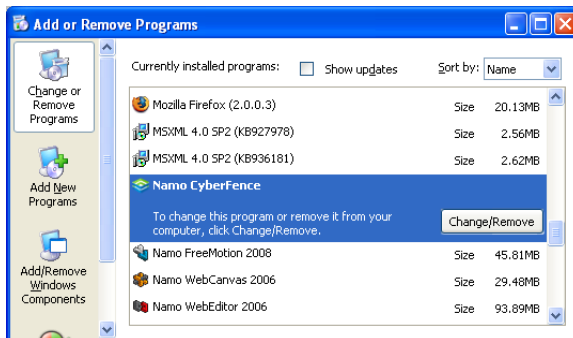 Add or Remove Programs
Change or
Remove
Programs
Add New
Programs
Add/Remove
Windows
Components
Currently installed programs: Show updates Sort by: Name
Mozilla Firefox (2.0.0.3) Size 20.13MB
MSXML 4.0 SP2 (KB927978) Size 2.56MB
MSXML 4.0 SP2 (KB936181) Size 2.62MB
Namo CyberFence
To change this program or remove it from your
computer, click Change/Remove. Change/Remove
Namo FreeMotion 2008 Size 45.81MB
Namo WebCanvas 2006 Size 29.48MB
Namo WebEditor 2006 Size 93.89MB